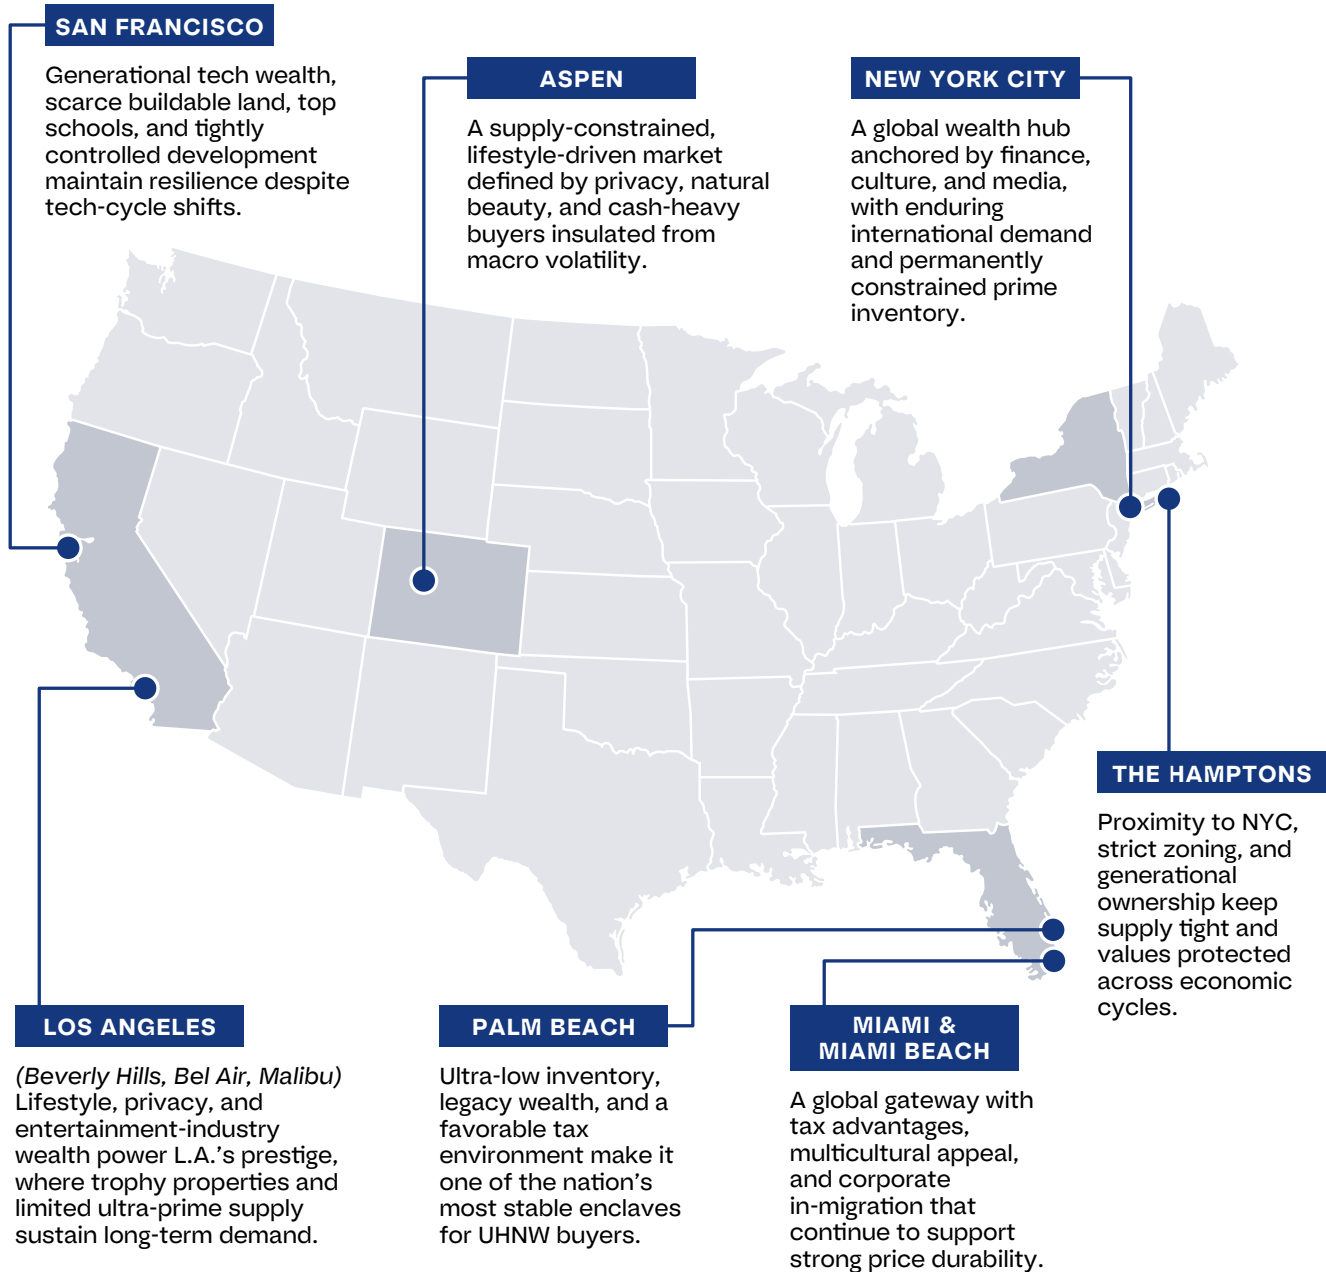 SAN FRANCISCO
Generational tech wealth,
scarce buildable land, top
schools, and tightly
controlled development
maintain resilience despite
tech-cycle shifts.
ASPEN
A supply-constrained,
lifestyle-driven market
defined by privacy, natural
beauty, and cash-heavy
buyers insulated from
macro volatility.
NEW YORK CITY
A global wealth hub
anchored by finance,
culture, and media,
with enduring
international demand
and permanently
constrained prime
inventory.
THE HAMPTONS
Proximity to NYC,
strict zoning, and
generational
ownership keep
supply tight and
values protected
across economic
cycles.
LOS ANGELES
(Beverly Hills, Bel Air, Malibu)
Lifestyle, privacy, and
entertainment-industry
wealth power L.A.’s prestige,
where trophy properties and
limited ultra-prime supply
sustain long-term demand.
PALM BEACH
Ultra-low inventory,
legacy wealth, and a
favorable tax
environment make it
one of the nation’s
most stable enclaves
for UHNW buyers.
MIAMI &
MIAMI BEACH
A global gateway with
tax advantages,
multicultural appeal,
and corporate
in-migration that
continue to support
strong price durability.